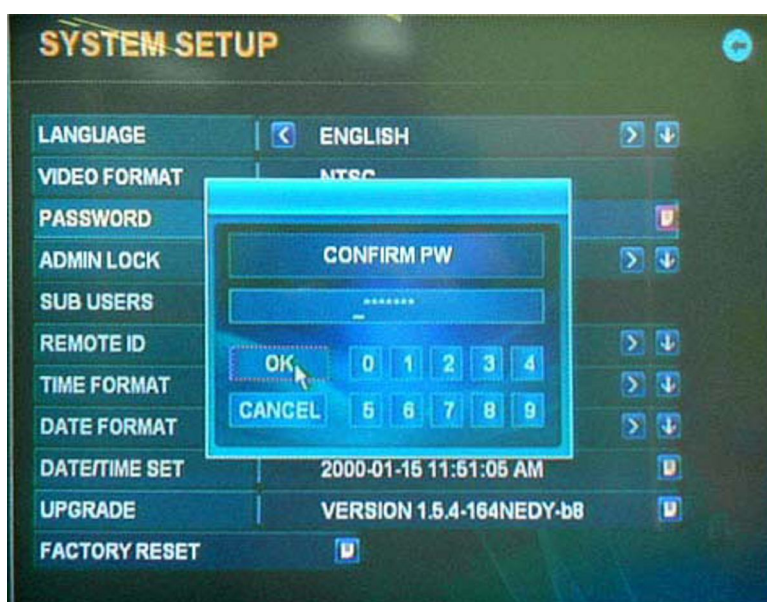 SYSTEM SETUP
LANGUAGE ENGLISH
VIDEO FORMAT NTSC
PASSWORD
CONFIRM PW
ADMIN LOCK
SUB USERS
_*******
REMOTE ID
OK 0 1 2 3 4
TIME FORMAT
CANCEL 5 6 7 8 9
DATE FORMAT
DATE/TIME SET 2000-01-15 11:51:05 AM
UPGRADE VERSION 1.5.4-164NEDY-b8
FACTORY RESET